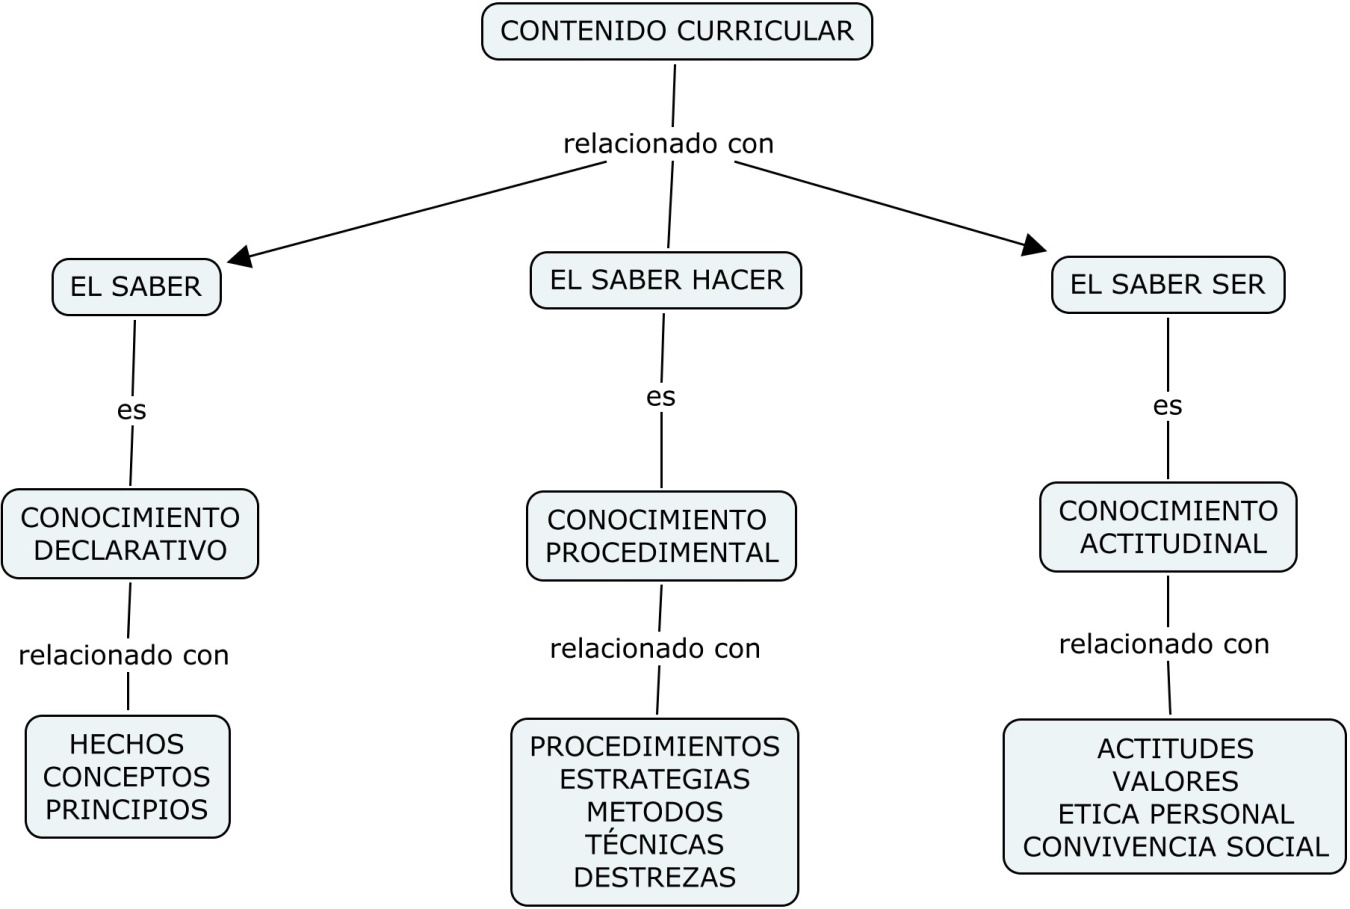 CONTENIDO CURRICULAR
relacionado con
EL SABER
EL SABER HACER
EL SABER SER
es
es
es
CONOCIMIENTO
DECLARATIVO
CONOCIMIENTO
PROCEDIMENTAL
CONOCIMIENTO
ACTITUDINAL
relacionado con
relacionado con
relacionado con
HECHOS
CONCEPTOS
PRINCIPIOS
PROCEDIMIENTOS
ESTRATEGIAS
METODOS
TÉCNICAS
DESTREZAS
ACTITUDES
VALORES
ETICA PERSONAL
CONVIVENCIA SOCIAL